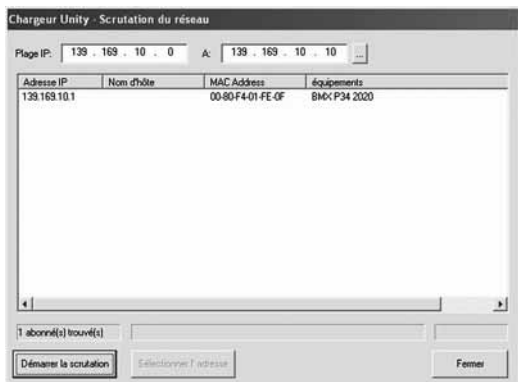 Chargeur Unity - Scrutation du réseau
Plage IP: 139 . 169 . 10 . 0 A: 139 . 169 . 10 . 10 ...
Adresse IP Nom d'hôte MAC Address équipements
139.169.10.1 00-80-F4-01-FE-0F BMX P34 2020
1 abonné(s) trouvé(s)
Démarrer la scrutation Sélectionner l'adresse Fermer